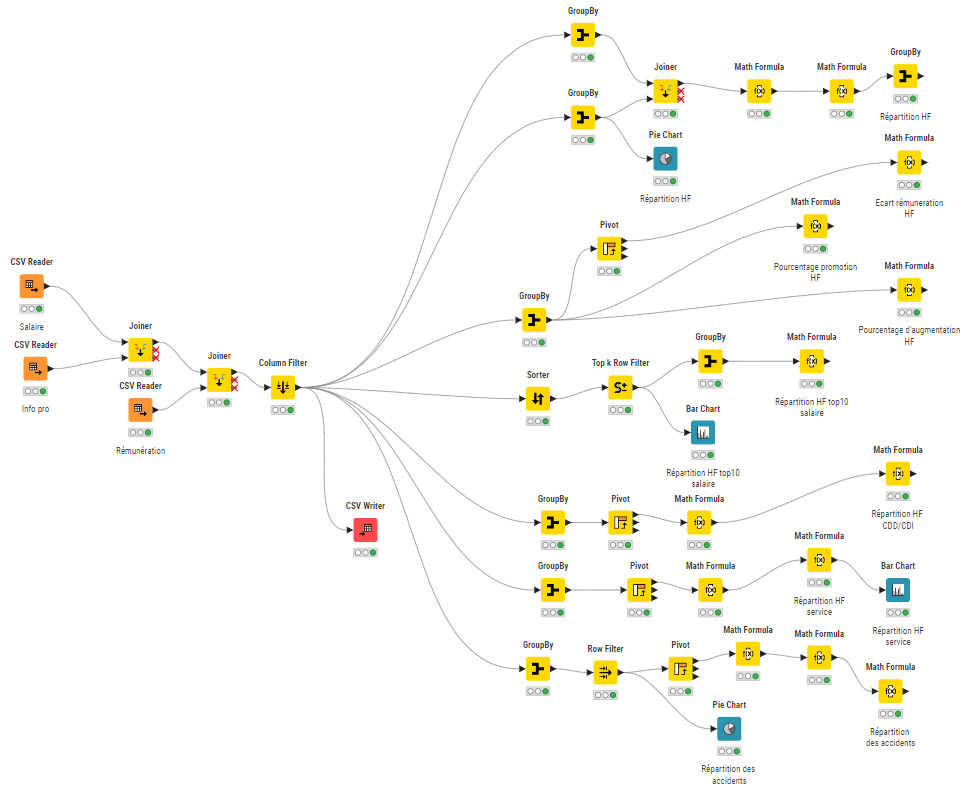 GroupBy
Joiner
Math Formula
Math Formula
GroupBy
Répartition HF
GroupBy
Pie Chart
Répartition HF
Math Formula
Ecart rémuneration
HF
Pivot
Math Formula
Pourcentage promotion
HF
Math Formula
Pourcentage d'augmentation
HF
CSV Reader
Salaire
CSV Reader
Info pro
Joiner
CSV Reader
Rémunération
Joiner
Column Filter
GroupBy
Sorter
Top k Row Filter
GroupBy
Math Formula
Répartition HF top10
salaire
Bar Chart
Répartition HF top10
salaire
CSV Writer
GroupBy
Pivot
Math Formula
Math Formula
Répartition HF
CDD/CDI
GroupBy
Pivot
Math Formula
Math Formula
Répartition HF
service
Bar Chart
Répartition HF
service
GroupBy
Row Filter
Pivot
Math Formula
Math Formula
Math Formula
Répartition
des accidents
Pie Chart
Répartition des
accidents